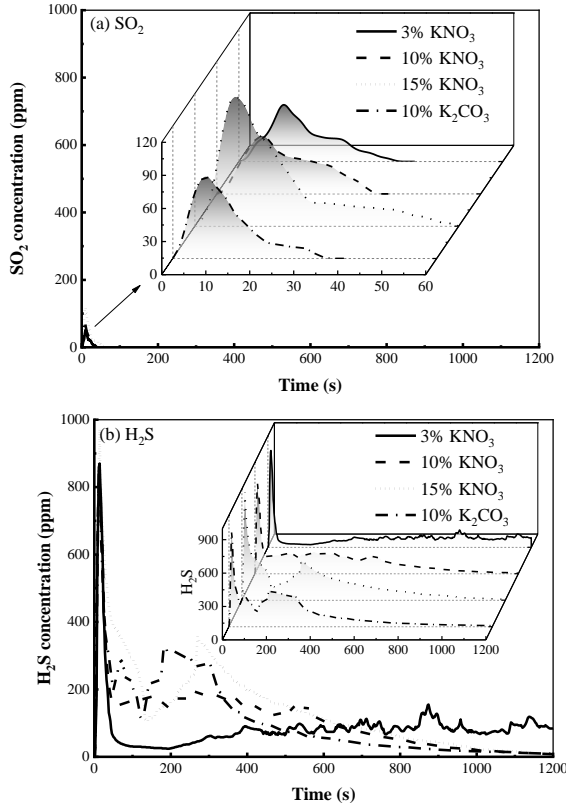 (a) SO₂
3% KNO₃
10% KNO₃
15% KNO₃
10% K₂CO₃
120
90
60
30
0
0 10 20 30 40 50 60
1000
800
600
400
200
0
SO₂ concentration (ppm)
0 200 400 600 800 1000 1200
Time (s)
(b) H₂S
3% KNO₃
10% KNO₃
15% KNO₃
10% K₂CO₃
900
600
300
0
H₂S
0 200 400 600 800 1000 1200
1000
800
600
400
200
0
H₂S concentration (ppm)
0 200 400 600 800 1000 1200
Time (s)